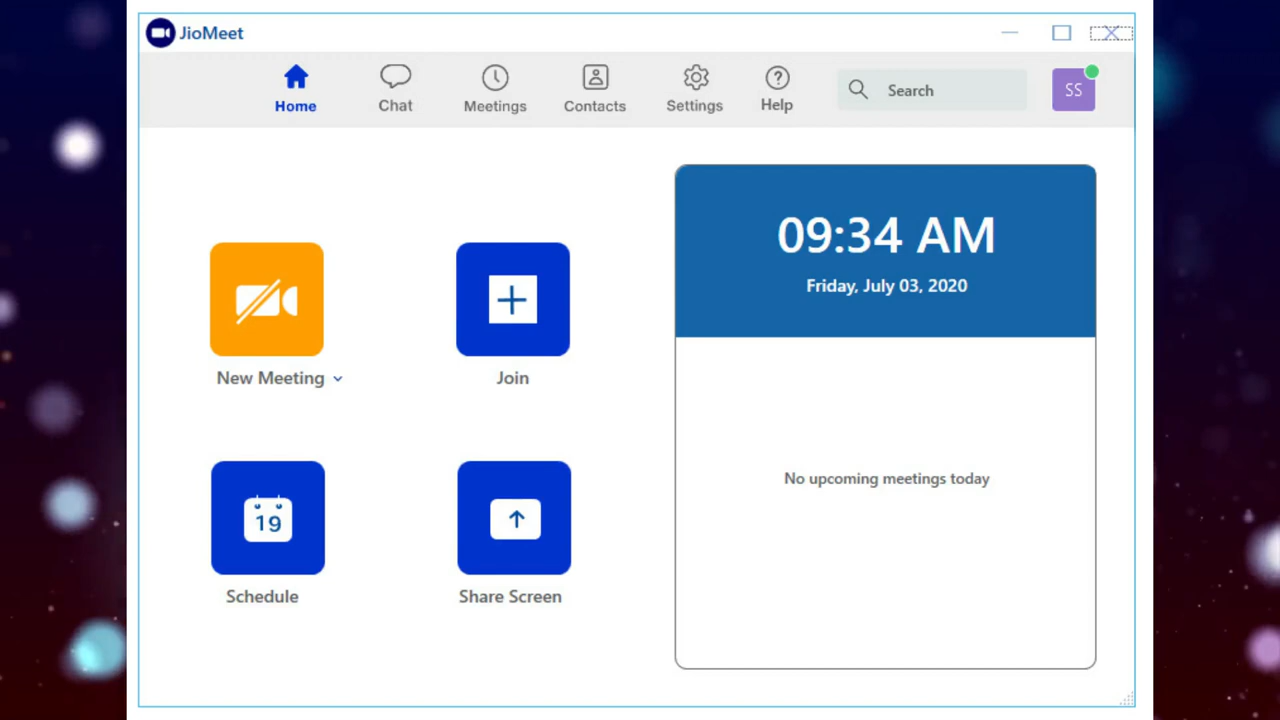 JioMeet
Home
Chat
Meetings
Contacts
Settings
Help
Search
SS
09:34 AM
Friday, July 03, 2020
New Meeting
Join
No upcoming meetings today
19
Schedule
Share Screen